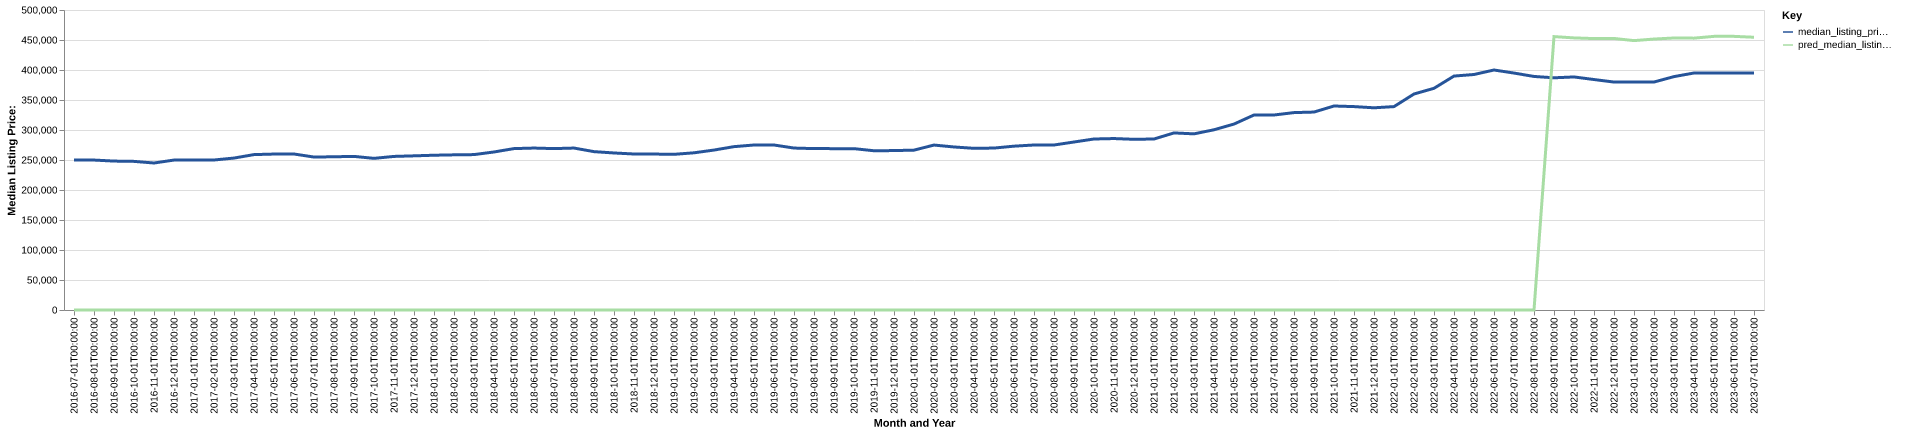 500,000
450,000
400,000
350,000
300,000
250,000
200,000
150,000
100,000
50,000
0
Median Listing Price:
2016-07-01T00:00:00
2016-08-01T00:00:00
2016-09-01T00:00:00
2016-10-01T00:00:00
2016-11-01T00:00:00
2016-12-01T00:00:00
2017-01-01T00:00:00
2017-02-01T00:00:00
2017-03-01T00:00:00
2017-04-01T00:00:00
2017-05-01T00:00:00
2017-06-01T00:00:00
2017-07-01T00:00:00
2017-08-01T00:00:00
2017-09-01T00:00:00
2017-10-01T00:00:00
2017-11-01T00:00:00
2017-12-01T00:00:00
2018-01-01T00:00:00
2018-02-01T00:00:00
2018-03-01T00:00:00
2018-04-01T00:00:00
2018-05-01T00:00:00
2018-06-01T00:00:00
2018-07-01T00:00:00
2018-08-01T00:00:00
2018-09-01T00:00:00
2018-10-01T00:00:00
2018-11-01T00:00:00
2018-12-01T00:00:00
2019-01-01T00:00:00
2019-02-01T00:00:00
2019-03-01T00:00:00
2019-04-01T00:00:00
2019-05-01T00:00:00
2019-06-01T00:00:00
2019-07-01T00:00:00
2019-08-01T00:00:00
2019-09-01T00:00:00
2019-10-01T00:00:00
2019-11-01T00:00:00
2019-12-01T00:00:00
2020-01-01T00:00:00
2020-02-01T00:00:00
2020-03-01T00:00:00
2020-04-01T00:00:00
2020-05-01T00:00:00
2020-06-01T00:00:00
2020-07-01T00:00:00
2020-08-01T00:00:00
2020-09-01T00:00:00
2020-10-01T00:00:00
2020-11-01T00:00:00
2020-12-01T00:00:00
2021-01-01T00:00:00
2021-02-01T00:00:00
2021-03-01T00:00:00
2021-04-01T00:00:00
2021-05-01T00:00:00
2021-06-01T00:00:00
2021-07-01T00:00:00
2021-08-01T00:00:00
2021-09-01T00:00:00
2021-10-01T00:00:00
2021-11-01T00:00:00
2021-12-01T00:00:00
2022-01-01T00:00:00
2022-02-01T00:00:00
2022-03-01T00:00:00
2022-04-01T00:00:00
2022-05-01T00:00:00
2022-06-01T00:00:00
2022-07-01T00:00:00
2022-08-01T00:00:00
2022-09-01T00:00:00
2022-10-01T00:00:00
2022-11-01T00:00:00
2022-12-01T00:00:00
2023-01-01T00:00:00
2023-02-01T00:00:00
2023-03-01T00:00:00
2023-04-01T00:00:00
2023-05-01T00:00:00
2023-06-01T00:00:00
2023-07-01T00:00:00
Month and Year
Key
median_listing_pri…
pred_median_listin…